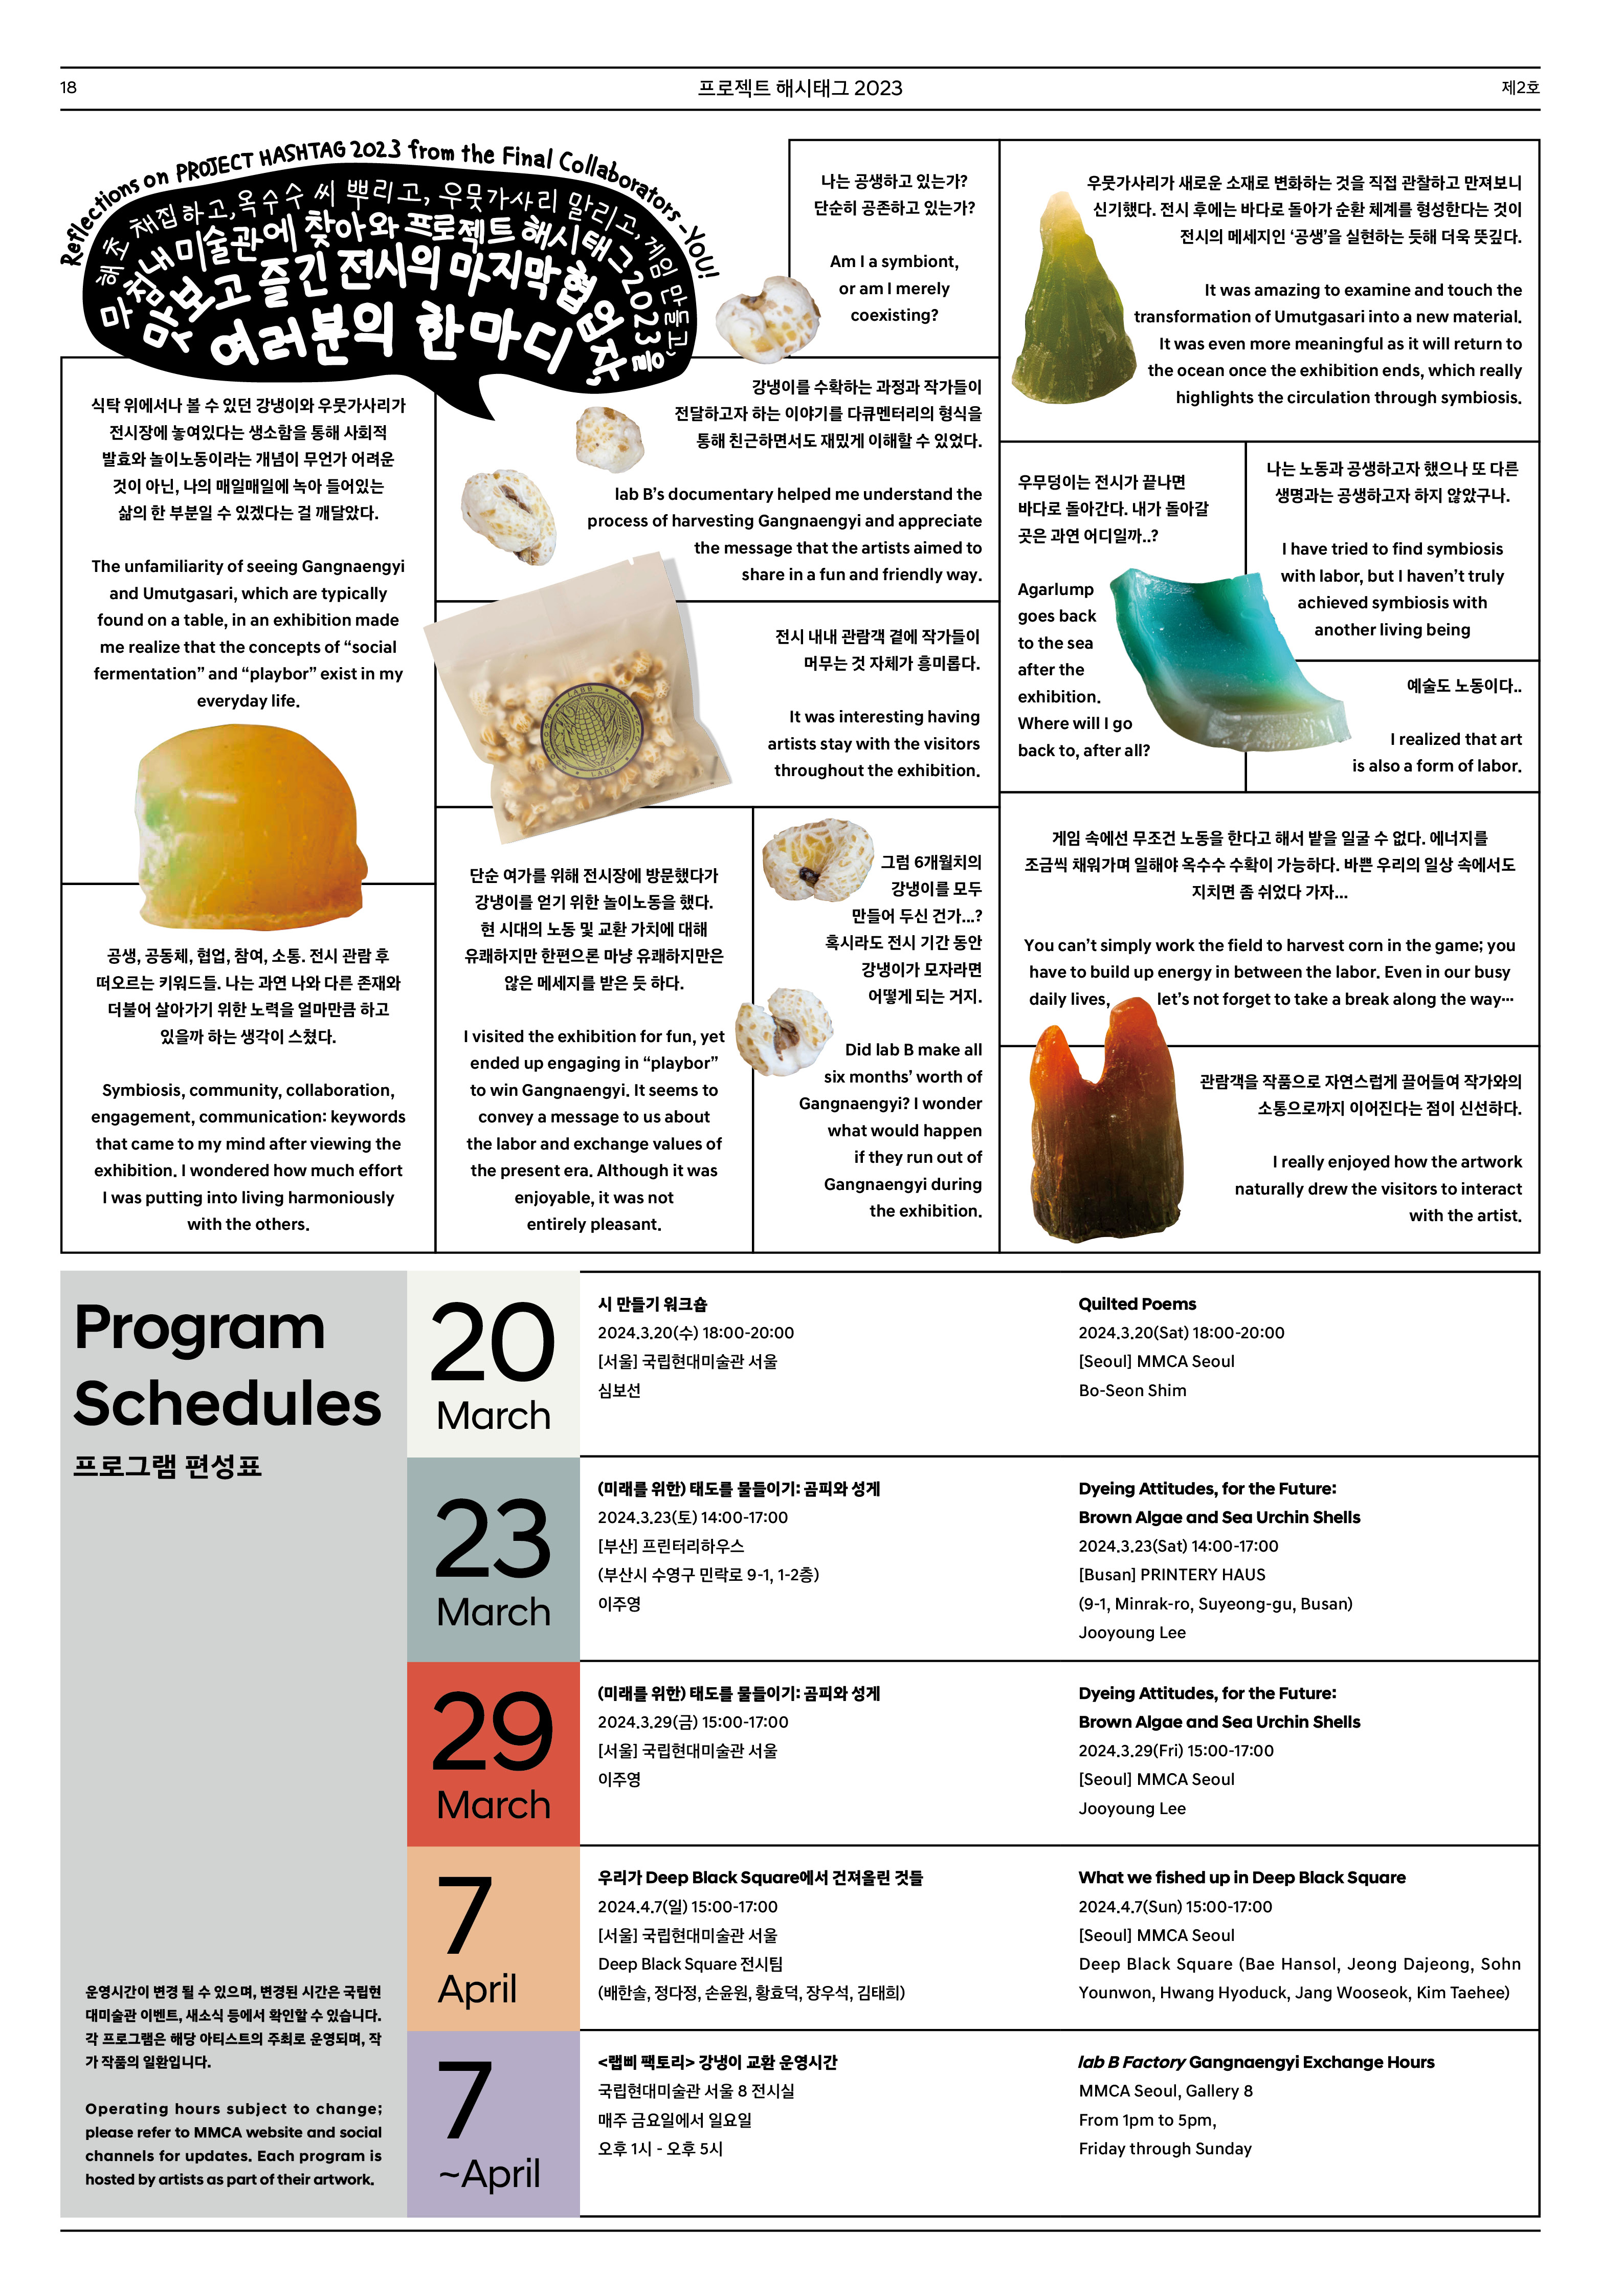 18
프로젝트 해시태그 2023
제2호
Reflections on PROJECT HASHTAG 2023 from the Final Collaborators -YOU!
해초 채집하고, 옥수수 씨 뿌리고, 우뭇가사리 말리고, 게임 만들고,
마침내 미술관에 찾아와 프로젝트 해시태그2023을
맛보고 즐긴 전시의 마지막 협업자,
여러분의 한마디
나는 공생하고 있는가?
단순히 공존하고 있는가?
Am I a symbiont,
or am I merely
coexisting?
우뭇가사리가 새로운 소재로 변화하는 것을 직접 관찰하고 만져보니
신기했다. 전시 후에는 바다로 돌아가 순환 체계를 형성한다는 것이
전시의 메세지인 ‘공생’을 실현하는 듯해 더욱 뜻깊다.
It was amazing to examine and touch the
transformation of Umutgasari into a new material.
It was even more meaningful as it will return to
the ocean once the exhibition ends, which really
highlights the circulation through symbiosis.
식탁 위에서나 볼 수 있던 강냉이와 우뭇가사리가
전시장에 놓여있다는 생소함을 통해 사회적
발효와 놀이노동이라는 개념이 무언가 어려운
것이 아닌, 나의 매일매일에 녹아 들어있는
삶의 한 부분일 수 있겠다는 걸 깨달았다.
The unfamiliarity of seeing Gangnaengyi
and Umutgasari, which are typically
found on a table, in an exhibition made
me realize that the concepts of “social
fermentation” and “playbor” exist in my
everyday life.
강냉이를 수확하는 과정과 작가들이
전달하고자 하는 이야기를 다큐멘터리의 형식을
통해 친근하면서도 재밌게 이해할 수 있었다.
lab B’s documentary helped me understand the
process of harvesting Gangnaengyi and appreciate
the message that the artists aimed to
share in a fun and friendly way.
우무덩이는 전시가 끝나면
바다로 돌아간다. 내가 돌아갈
곳은 과연 어디일까..?
Agarlump
goes back
to the sea
after the
exhibition.
Where will I go
back to, after all?
나는 노동과 공생하고자 했으나 또 다른
생명과는 공생하고자 하지 않았구나.
I have tried to find symbiosis
with labor, but I haven’t truly
achieved symbiosis with
another living being
전시 내내 관람객 곁에 작가들이
머무는 것 자체가 흥미롭다.
It was interesting having
artists stay with the visitors
throughout the exhibition.
LABB
LABB
예술도 노동이다..
I realized that art
is also a form of labor.
공생, 공동체, 협업, 참여, 소통. 전시 관람 후
떠오르는 키워드들. 나는 과연 나와 다른 존재와
더불어 살아가기 위한 노력을 얼마만큼 하고
있을까 하는 생각이 스쳤다.
Symbiosis, community, collaboration,
engagement, communication: keywords
that came to my mind after viewing the
exhibition. I wondered how much effort
I was putting into living harmoniously
with the others.
단순 여가를 위해 전시장에 방문했다가
강냉이를 얻기 위한 놀이노동을 했다.
현 시대의 노동 및 교환 가치에 대해
유쾌하지만 한편으론 마냥 유쾌하지만은
않은 메세지를 받은 듯 하다.
I visited the exhibition for fun, yet
ended up engaging in “playbor”
to win Gangnaengyi. It seems to
convey a message to us about
the labor and exchange values of
the present era. Although it was
enjoyable, it was not
entirely pleasant.
그럼 6개월치의
강냉이를 모두
만들어 두신 건가...?
혹시라도 전시 기간 동안
강냉이가 모자라면
어떻게 되는 거지.
Did lab B make all
six months’ worth of
Gangnaengyi? I wonder
what would happen
if they run out of
Gangnaengyi during
the exhibition.
게임 속에선 무조건 노동을 한다고 해서 밭을 일굴 수 없다. 에너지를
조금씩 채워가며 일해야 옥수수 수확이 가능하다. 바쁜 우리의 일상 속에서도
지치면 좀 쉬었다 가자...
You can’t simply work the field to harvest corn in the game; you
have to build up energy in between the labor. Even in our busy
daily lives, let’s not forget to take a break along the way…
관람객을 작품으로 자연스럽게 끌어들여 작가와의
소통으로까지 이어진다는 점이 신선하다.
I really enjoyed how the artwork
naturally drew the visitors to interact
with the artist.
Program
Schedules
프로그램 편성표
운영시간이 변경 될 수 있으며, 변경된 시간은 국립현
대미술관 이벤트, 새소식 등에서 확인할 수 있습니다.
각 프로그램은 해당 아티스트의 주최로 운영되며, 작
가 작품의 일환입니다.
Operating hours subject to change;
please refer to MMCA website and social
channels for updates. Each program is
hosted by artists as part of their artwork.
20
March
시 만들기 워크숍
2024.3.20(수) 18:00-20:00
[서울] 국립현대미술관 서울
심보선
Quilted Poems
2024.3.20(Sat) 18:00-20:00
[Seoul] MMCA Seoul
Bo-Seon Shim
23
March
(미래를 위한) 태도를 물들이기: 곰피와 성게
2024.3.23(토) 14:00-17:00
[부산] 프린터리하우스
(부산시 수영구 민락로 9-1, 1-2층)
이주영
Dyeing Attitudes, for the Future:
Brown Algae and Sea Urchin Shells
2024.3.23(Sat) 14:00-17:00
[Busan] PRINTERY HAUS
(9-1, Minrak-ro, Suyeong-gu, Busan)
Jooyoung Lee
29
March
(미래를 위한) 태도를 물들이기: 곰피와 성게
2024.3.29(금) 15:00-17:00
[서울] 국립현대미술관 서울
이주영
Dyeing Attitudes, for the Future:
Brown Algae and Sea Urchin Shells
2024.3.29(Fri) 15:00-17:00
[Seoul] MMCA Seoul
Jooyoung Lee
7
April
우리가 Deep Black Square에서 건져올린 것들
2024.4.7(일) 15:00-17:00
[서울] 국립현대미술관 서울
Deep Black Square 전시팀
(배한솔, 정다정, 손윤원, 황효덕, 장우석, 김태희)
What we fished up in Deep Black Square
2024.4.7(Sun) 15:00-17:00
[Seoul] MMCA Seoul
Deep Black Square (Bae Hansol, Jeong Dajeong, Sohn
Younwon, Hwang Hyoduck, Jang Wooseok, Kim Taehee)
7
~April
<랩삐 팩토리> 강냉이 교환 운영시간
국립현대미술관 서울 8 전시실
매주 금요일에서 일요일
오후 1시 - 오후 5시
lab B Factory Gangnaengyi Exchange Hours
MMCA Seoul, Gallery 8
From 1pm to 5pm,
Friday through Sunday